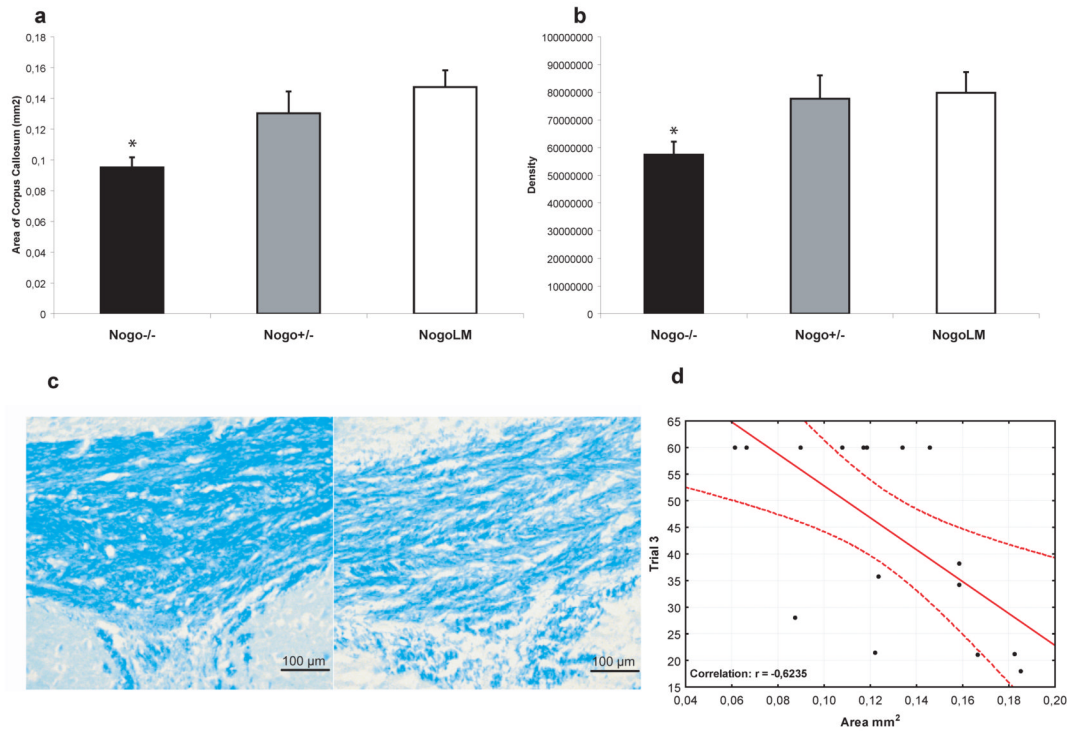 a
Area of Corpus Callosum (mm2)
0,18
0,16
0,14
0,12
0,1
0,08
0,06
0,04
0,02
0
*
Nogo-/-
Nogo+/-
NogoLM
b
Density
100000000
90000000
80000000
70000000
60000000
50000000
40000000
30000000
20000000
10000000
0
*
Nogo-/-
Nogo+/-
NogoLM
c
100 µm
100 µm
d
Trial 3
65
60
55
50
45
40
35
30
25
20
15
Correlation: r = -0,6235
0,04 0,06 0,08 0,10 0,12 0,14 0,16 0,18 0,20
Area mm²